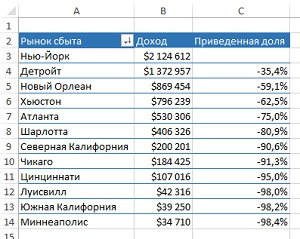 A B C
1
2 Рынок сбыта Доход Приведенная доля
3 Нью-Йорк $2 124 612
4 Детройт $1 372 957 -35,4%
5 Новый Орлеан $869 454 -59,1%
6 Хьюстон $796 239 -62,5%
7 Атланта $530 306 -75,0%
8 Шарлотта $406 326 -80,9%
9 Северная Калифорния $200 201 -90,6%
10 Чикаго $184 425 -91,3%
11 Цинциннати $107 016 -95,0%
12 Луисвилл $42 316 -98,0%
13 Южная Калифорния $39 250 -98,2%
14 Миннеаполис $34 710 -98,4%
15